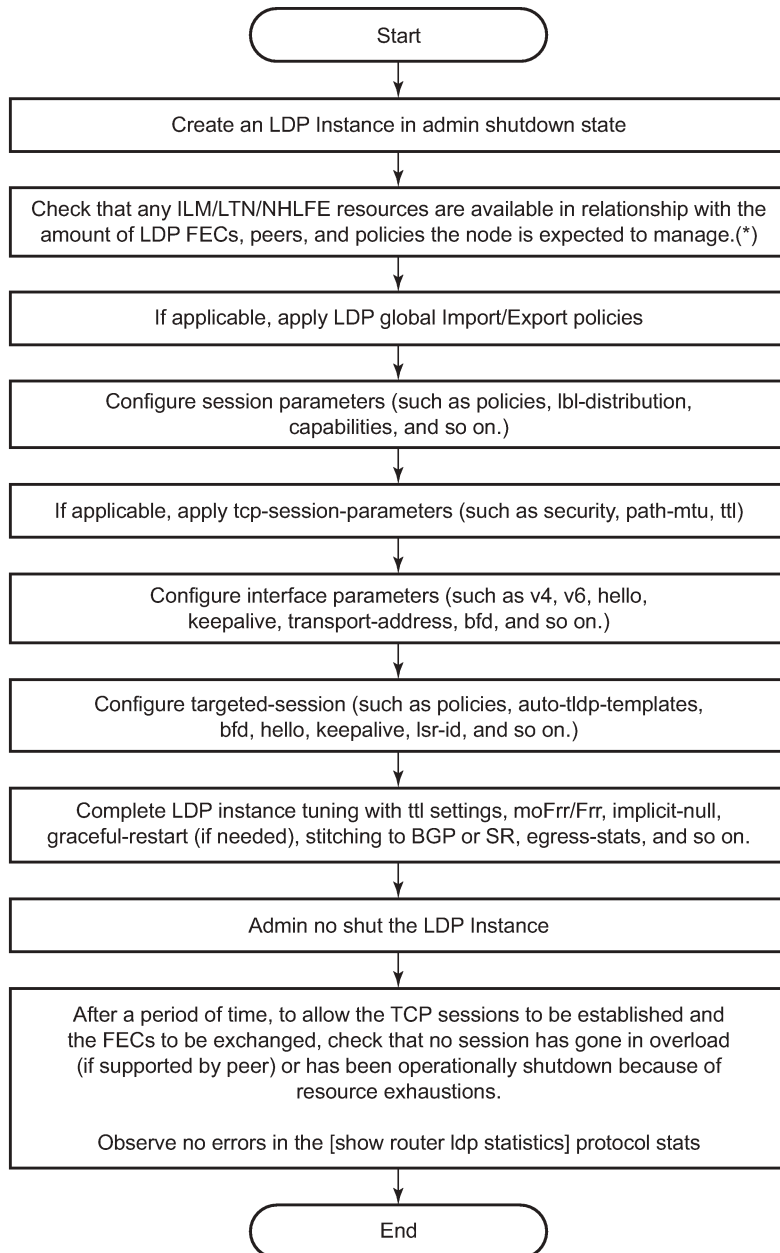 Start
Create an LDP Instance in admin shutdown state
Check that any ILM/LTN/NHLFE resources are available in relationship with the
amount of LDP FECs, peers, and policies the node is expected to manage.(*)
If applicable, apply LDP global Import/Export policies
Configure session parameters (such as policies, lbl-distribution,
capabilities, and so on.)
If applicable, apply tcp-session-parameters (such as security, path-mtu, ttl)
Configure interface parameters (such as v4, v6, hello,
keepalive, transport-address, bfd, and so on.)
Configure targeted-session (such as policies, auto-tldp-templates,
bfd, hello, keepalive, lsr-id, and so on.)
Complete LDP instance tuning with ttl settings, moFrr/Frr, implicit-null,
graceful-restart (if needed), stitching to BGP or SR, egress-stats, and so on.
Admin no shut the LDP Instance
After a period of time, to allow the TCP sessions to be established and
the FECs to be exchanged, check that no session has gone in overload
(if supported by peer) or has been operationally shutdown because of
resource exhaustions.
Observe no errors in the [show router ldp statistics] protocol stats
End